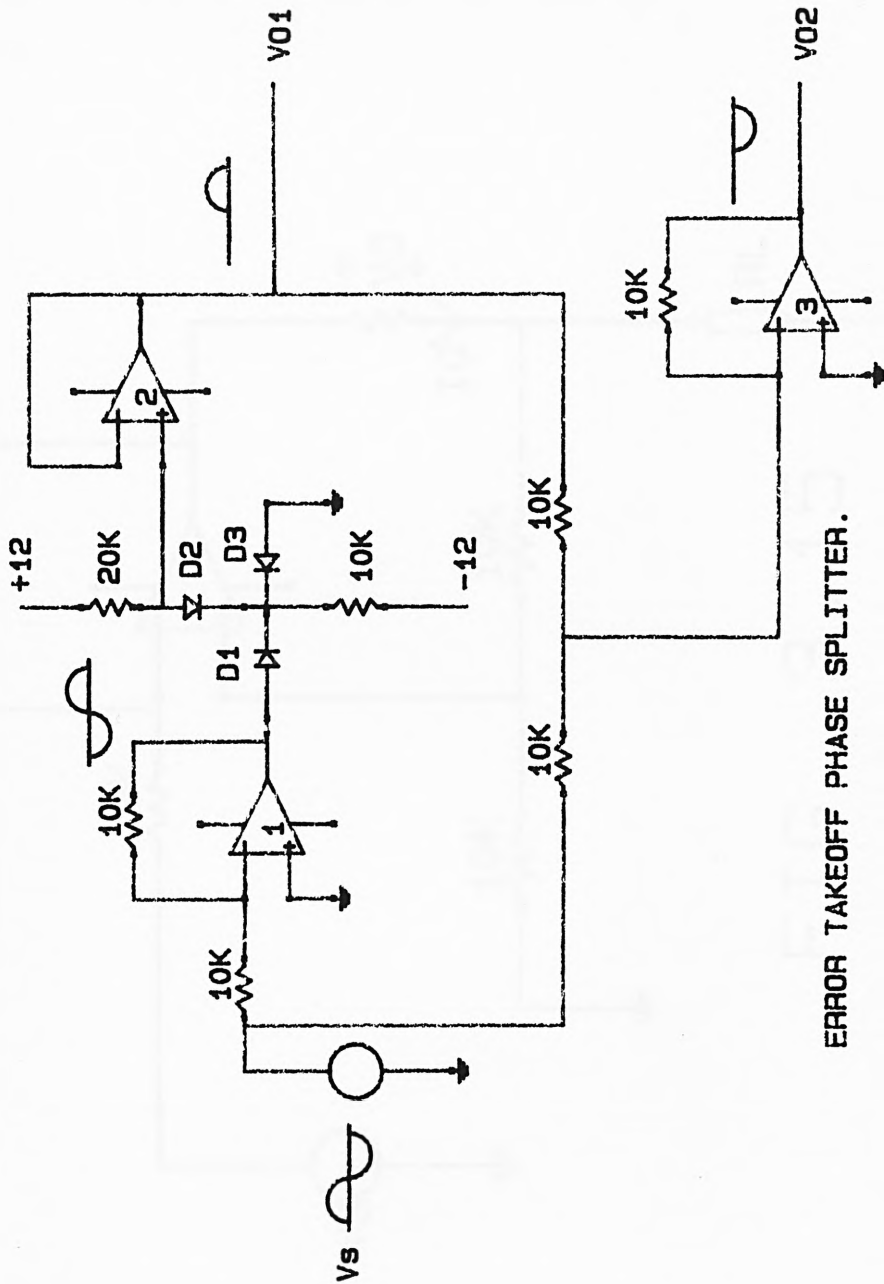 +12
20K
D2
D1
D3
10K
-12
10K
10K
1
2
VO1
Vs
10K
10K
10K
3
VO2
ERROR TAKEOFF PHASE SPLITTER.